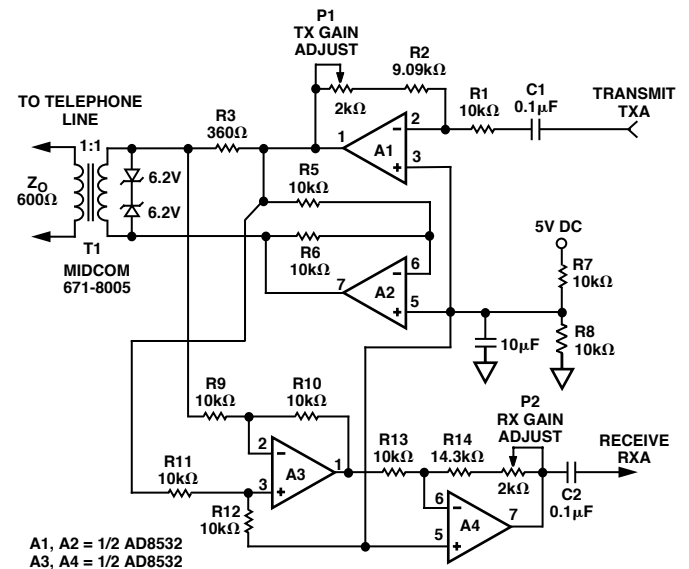 P1
TX GAIN
ADJUST
R2
9.09kΩ
2kΩ
R1
10kΩ
C1
0.1μF
TRANSMIT
TXA
TO TELEPHONE
LINE
1:1
R3
360Ω
1
2
A1
3
Z_O
600Ω
6.2V
6.2V
T1
MIDCOM
671-8005
R5
10kΩ
R6
10kΩ
5V DC
R7
10kΩ
R8
10kΩ
6
7
A2
5
10μF
R9
10kΩ
R10
10kΩ
P2
RX GAIN
ADJUST
R13
10kΩ
R14
14.3kΩ
2kΩ
RECEIVE
RXA
C2
0.1μF
2
1
A3
3
R11
10kΩ
R12
10kΩ
6
7
A4
5
A1, A2 = 1/2 AD8532
A3, A4 = 1/2 AD8532